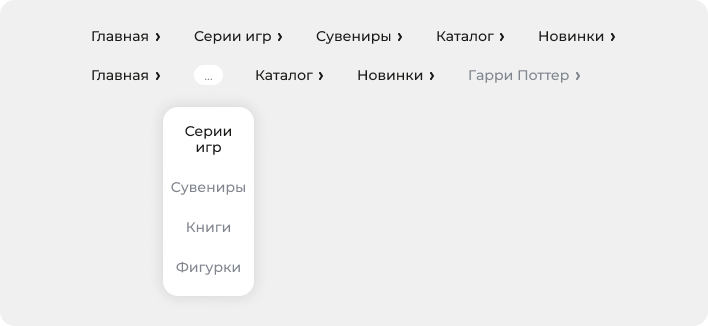 Главная › Серии игр › Сувениры › Каталог › Новинки ›
Главная › ... Каталог › Новинки › Гарри Поттер ›
Серии
игр
Сувениры
Книги
Фигурки